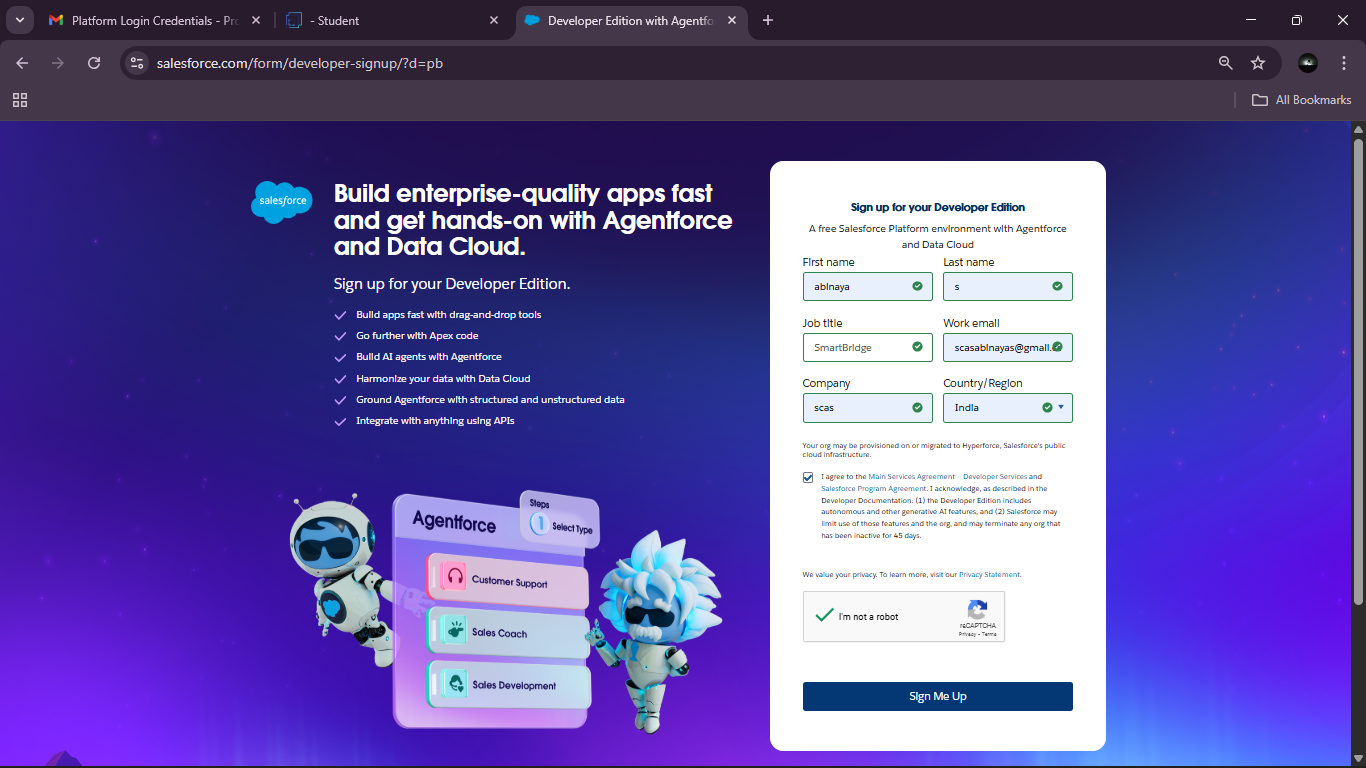 Platform Login Credentials - Pro
- Student
Developer Edition with Agentfo
salesforce.com/form/developer-signup/?d=pb
All Bookmarks
salesforce
Build enterprise-quality apps fast
and get hands-on with Agentforce
and Data Cloud.
Sign up for your Developer Edition.
Build apps fast with drag-and-drop tools
Go further with Apex code
Build AI agents with Agentforce
Harmonize your data with Data Cloud
Ground Agentforce with structured and unstructured data
Integrate with anything using APIs
Agentforce
Steps
1 Select Type
Customer Support
Sales Coach
Sales Development
Sign up for your Developer Edition
A free Salesforce Platform environment with Agentforce
and Data Cloud
First name Last name
abinaya s
Job title Work email
SmartBridge scasabinayas@gmail.
Company Country/Region
scas India
Your org may be provisioned on or migrated to Hyperforce, Salesforce's public
cloud infrastructure.
I agree to the Main Services Agreement – Developer Services and
Salesforce Program Agreement. I acknowledge, as described in the
Developer Documentation: (1) the Developer Edition includes
autonomous and other generative AI features, and (2) Salesforce may
limit use of those features and the org, and may terminate any org that
has been inactive for 45 days.
We value your privacy. To learn more, visit our Privacy Statement.
I'm not a robot
reCAPTCHA
Privacy - Terms
Sign Me Up